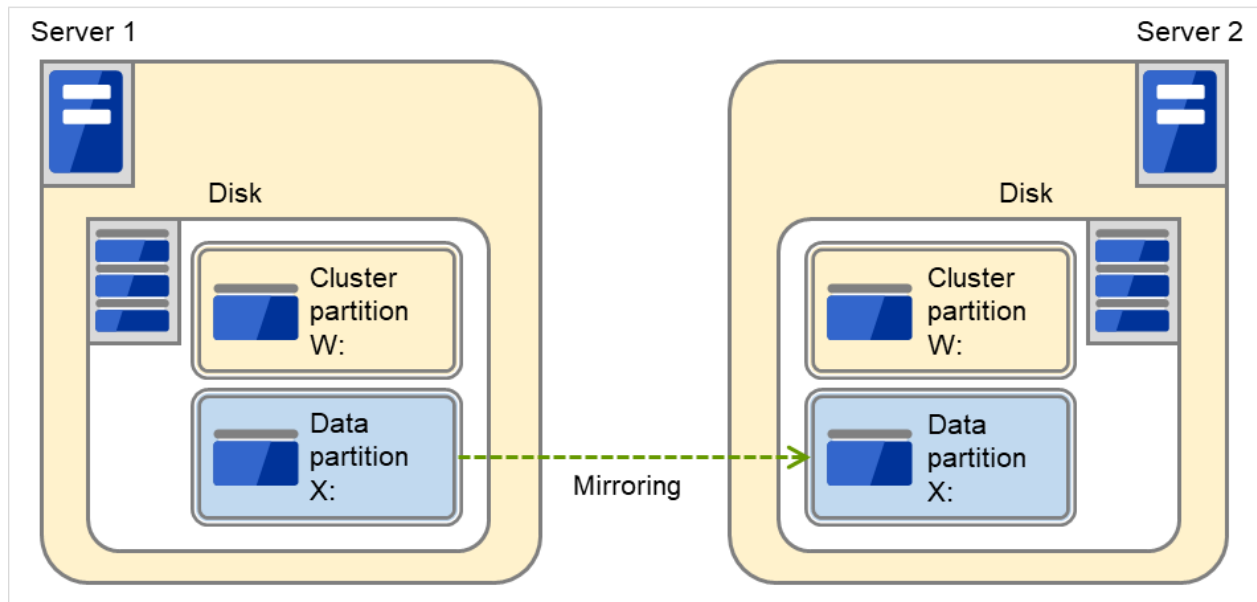 Server 1
Server 2
Disk
Disk
Cluster
partition
W:
Cluster
partition
W:
Data
partition
X:
Mirroring
Data
partition
X: